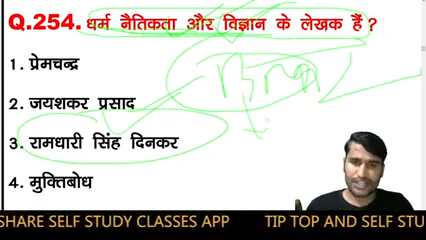 Q.254. धर्म नैतिकता और विज्ञान के लेखक हैं ?
1. प्रेमचन्द्र
2. जयशकर प्रसाद
3. रामधारी सिंह दिनकर
4. मुक्तिबोध
SHARE SELF STUDY CLASSES APP TIP TOP AND SELF STU